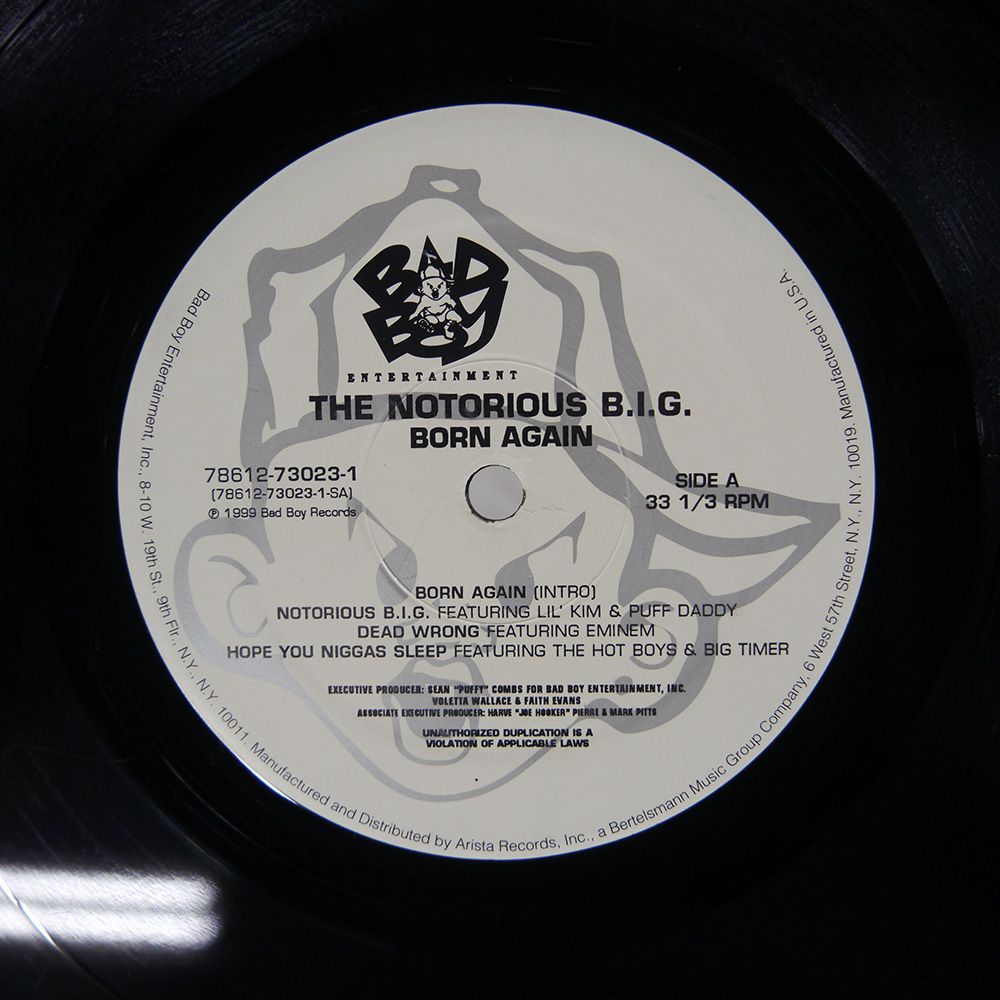 BAD
BOY
ENTERTAINMENT
THE NOTORIOUS B.I.G.
BORN AGAIN
78612-73023-1
(78612-73023-1-SA)
℗ 1999 Bad Boy Records
SIDE A
33 1/3 RPM
BORN AGAIN (INTRO)
NOTORIOUS B.I.G. FEATURING LIL' KIM & PUFF DADDY
DEAD WRONG FEATURING EMINEM
HOPE YOU NIGGAS SLEEP FEATURING THE HOT BOYS & BIG TIMER
EXECUTIVE PRODUCER: SEAN "PUFFY" COMBS FOR BAD BOY ENTERTAINMENT, INC.
VOLETTA WALLACE & FAITH EVANS
ASSOCIATE EXECUTIVE PRODUCER: HARVE "JOE HOOKER" PIERRE & MARK PITTS
UNAUTHORIZED DUPLICATION IS A
VIOLATION OF APPLICABLE LAWS
Bad Boy Entertainment, Inc., 8-10 W. 19th St., 9th Flr., N.Y., N.Y. 10011. Manufactured and Distributed by Arista Records, Inc., a Bertelsmann Music Group Company, 6 West 57th Street, N.Y., N.Y. 10019. Manufactured in U.S.A.